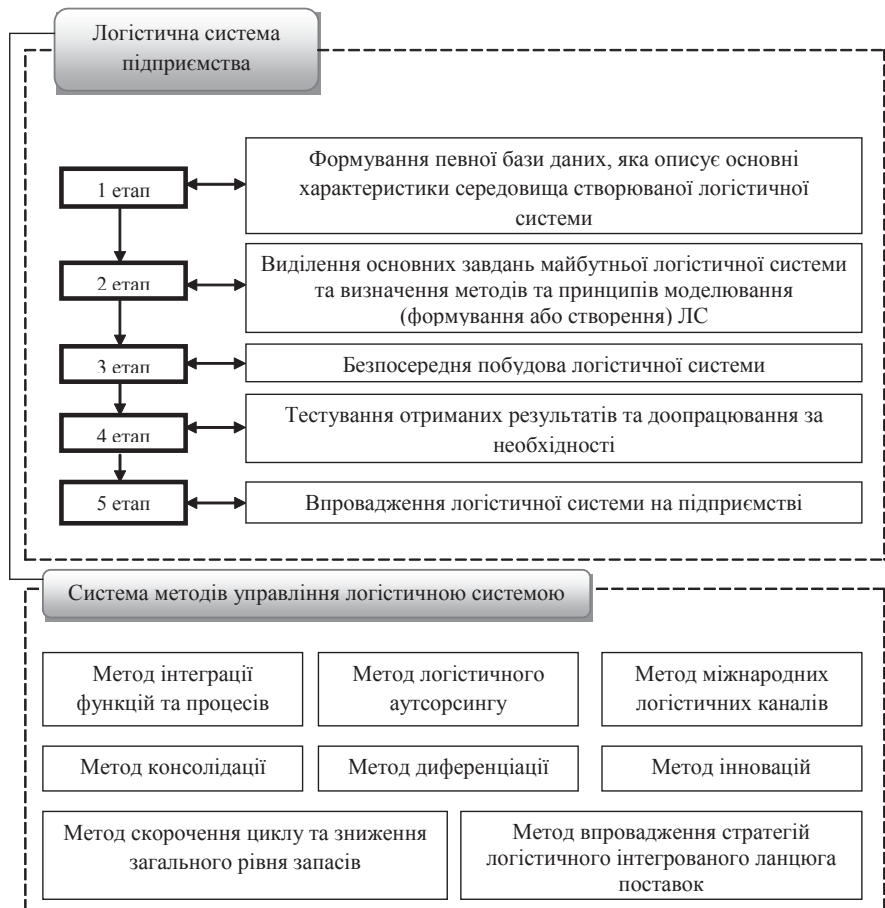 Логістична система
підприємства
1 етап
Формування певної бази даних, яка описує основні
характеристики середовища створюваної логістичної
системи
2 етап
Виділення основних завдань майбутньої логістичної системи
та визначення методів та принципів моделювання
(формування або створення) ЛС
3 етап
Безпосередня побудова логістичної системи
4 етап
Тестування отриманих результатів та доопрацювання за
необхідності
5 етап
Впровадження логістичної системи на підприємстві
Система методів управління логістичною системою
Метод інтеграції
функцій та процесів
Метод логістичного
аутсорсингу
Метод міжнародних
логістичних каналів
Метод консолідації
Метод диференціації
Метод інновацій
Метод скорочення циклу та зниження
загального рівня запасів
Метод впровадження стратегій
логістичного інтегрованого ланцюга
поставок